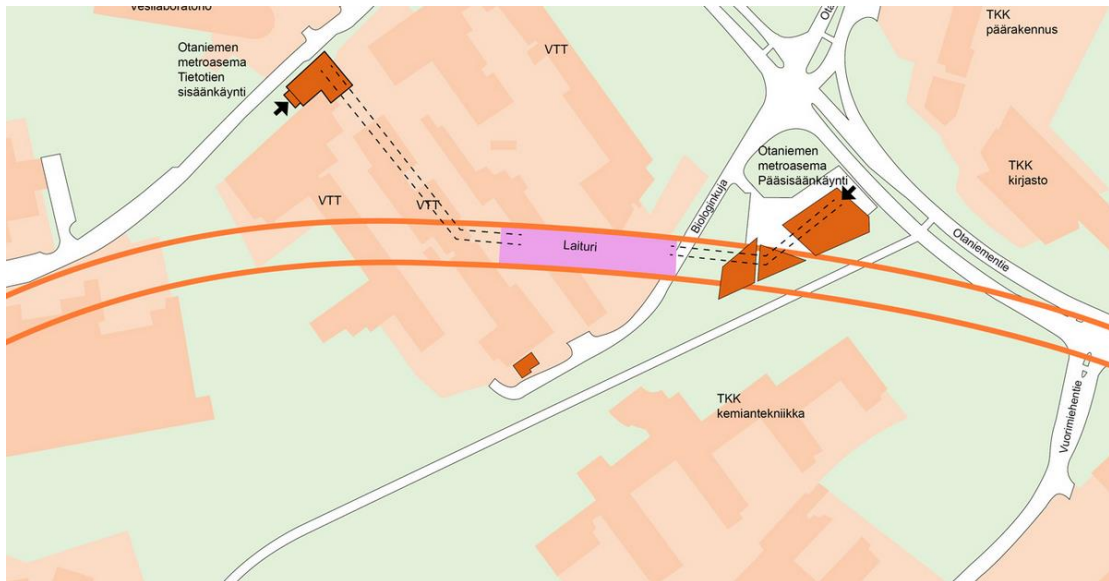 Vesilaboratorio
Otaniemen
metroasema
Tietotien
sisäänkäynti
VTT
TKK
päärakennus
VTT
VTT
Laituri
Biologinkuja
Otaniemen
metroasema
Pääsisäänkäynti
TKK
kirjasto
Otaniementie
TKK
kemiantekniikka
Vuorimiehentie